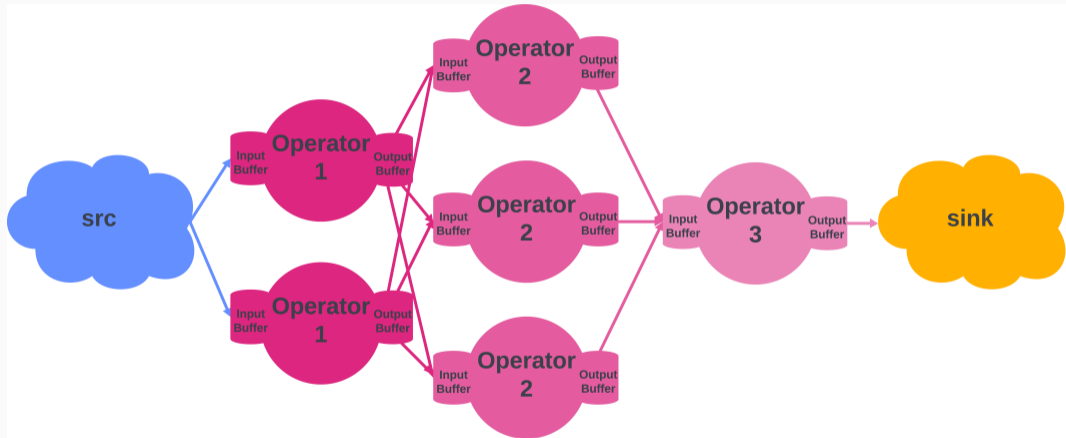 src
Input
Buffer
Operator
1
Output
Buffer
Input
Buffer
Operator
1
Output
Buffer
Input
Buffer
Operator
2
Output
Buffer
Input
Buffer
Operator
2
Output
Buffer
Input
Buffer
Operator
2
Output
Buffer
Input
Buffer
Operator
3
Output
Buffer
sink